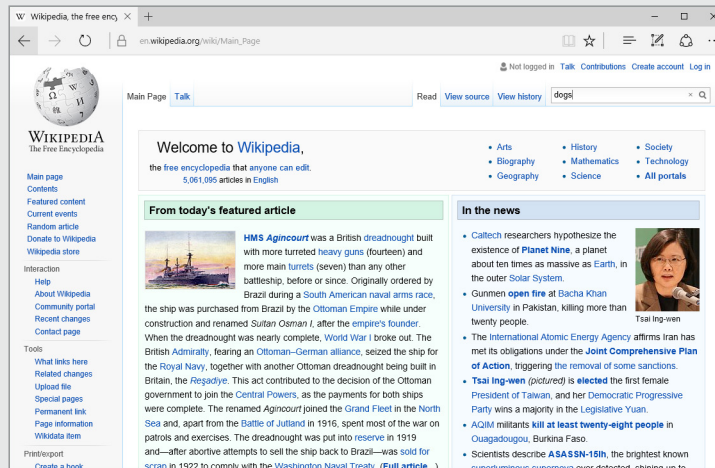 Wikipedia, the free ency
en.wikipedia.org/wiki/Main_Page
Not logged in Talk Contributions Create account Log in
Main Page Talk
Read View source View history dogs
WIKIPEDIA
The Free Encyclopedia
Main page
Contents
Featured content
Current events
Random article
Donate to Wikipedia
Wikipedia store
Interaction
Help
About Wikipedia
Community portal
Recent changes
Contact page
Tools
What links here
Related changes
Upload file
Special pages
Permanent link
Page information
Wikidata item
Print/export
Create a book
Welcome to Wikipedia,
the free encyclopedia that anyone can edit.
5,061,095 articles in English
• Arts
• Biography
• Geography
• History
• Mathematics
• Science
• Society
• Technology
• All portals
From today's featured article
HMS Agincourt was a British dreadnought built
with more turreted heavy guns (fourteen) and
more main turrets (seven) than any other
battleship, before or since. Originally ordered by
Brazil during a South American naval arms race,
the ship was purchased from Brazil by the Ottoman Empire while under
construction and renamed Sultan Osman I, after the empire's founder.
When the dreadnought was nearly complete, World War I broke out. The
British Admiralty, fearing an Ottoman–German alliance, seized the ship for
the Royal Navy, together with another Ottoman dreadnought being built in
Britain, the Reşadiye. This act contributed to the decision of the Ottoman
government to join the Central Powers, as the payments for both ships
were complete. The renamed Agincourt joined the Grand Fleet in the North
Sea and, apart from the Battle of Jutland in 1916, spent most of the war on
patrols and exercises. The dreadnought was put into reserve in 1919
and—after abortive attempts to sell the ship back to Brazil—was sold for
scrap in 1922 to comply with the Washington Naval Treaty. (Full article...)
In the news
• Caltech researchers hypothesize the
existence of Planet Nine, a planet
about ten times as massive as Earth, in
the outer Solar System.
• Gunmen open fire at Bacha Khan
University in Pakistan, killing more than
twenty people.
Tsai Ing-wen
• The International Atomic Energy Agency affirms Iran has
met its obligations under the Joint Comprehensive Plan
of Action, triggering the removal of some sanctions.
• Tsai Ing-wen (pictured) is elected the first female
President of Taiwan, and her Democratic Progressive
Party wins a majority in the Legislative Yuan.
• AQIM militants kill at least twenty-eight people in
Ouagadougou, Burkina Faso.
• Scientists describe ASASSN-15lh, the brightest known
superluminous supernova ever detected, shining up to